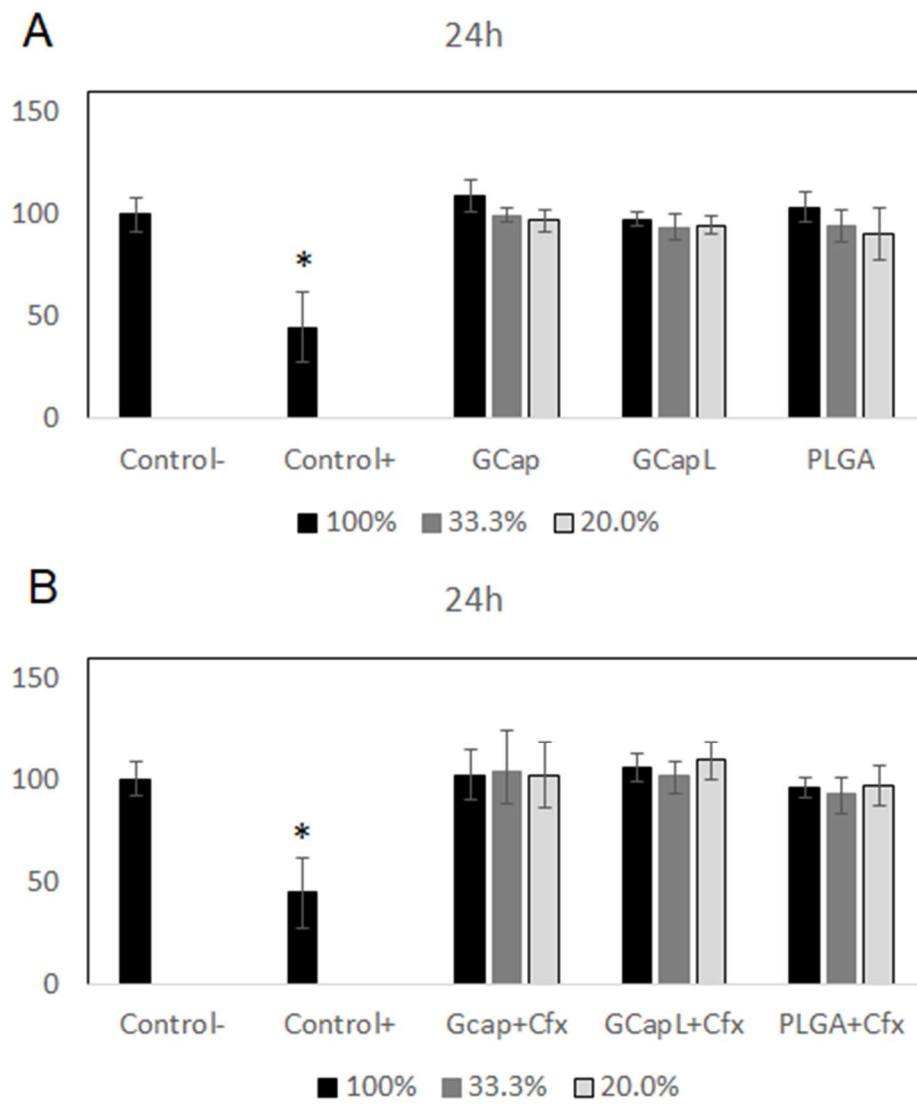 A
24h
150
100
50
0
*
Control- Control+ GCap GCapL PLGA
100% 33.3% 20.0%
B
24h
150
100
50
0
*
Control- Control+ Gcap+Cfx GCapL+Cfx PLGA+Cfx
100% 33.3% 20.0%